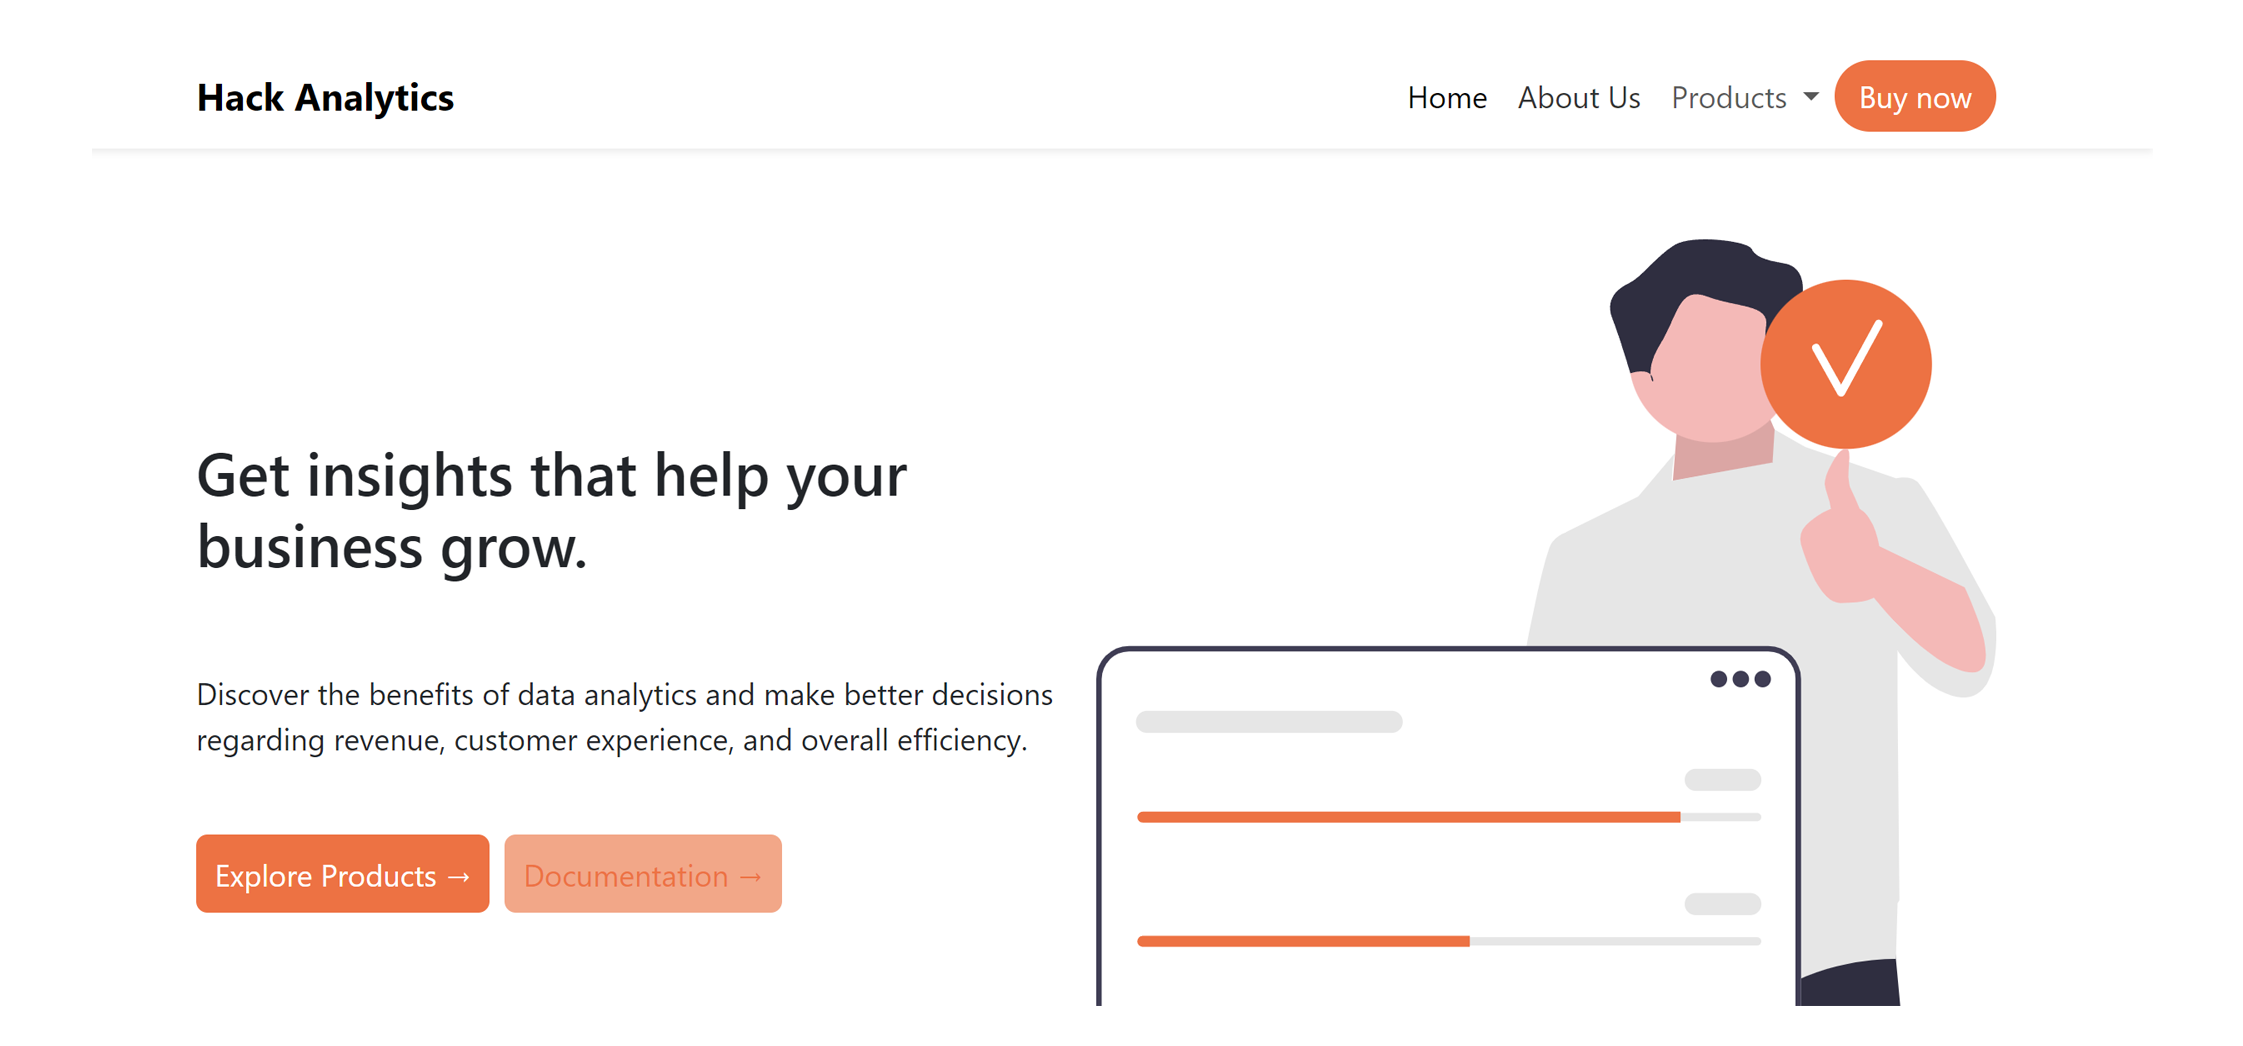 Hack Analytics
Home
About Us
Products
Buy now
Get insights that help your
business grow.
Discover the benefits of data analytics and make better decisions
regarding revenue, customer experience, and overall efficiency.
Explore Products →
Documentation →